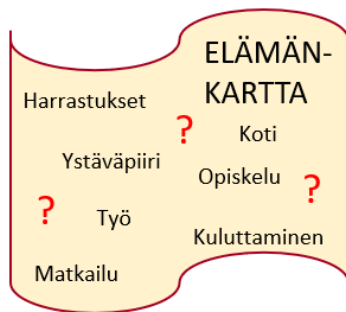 ELÄMÄN-
KARTTA
Harrastukset
?
Koti
Ystäväpiiri
Opiskelu
?
?
Työ
Kuluttaminen
Matkailu